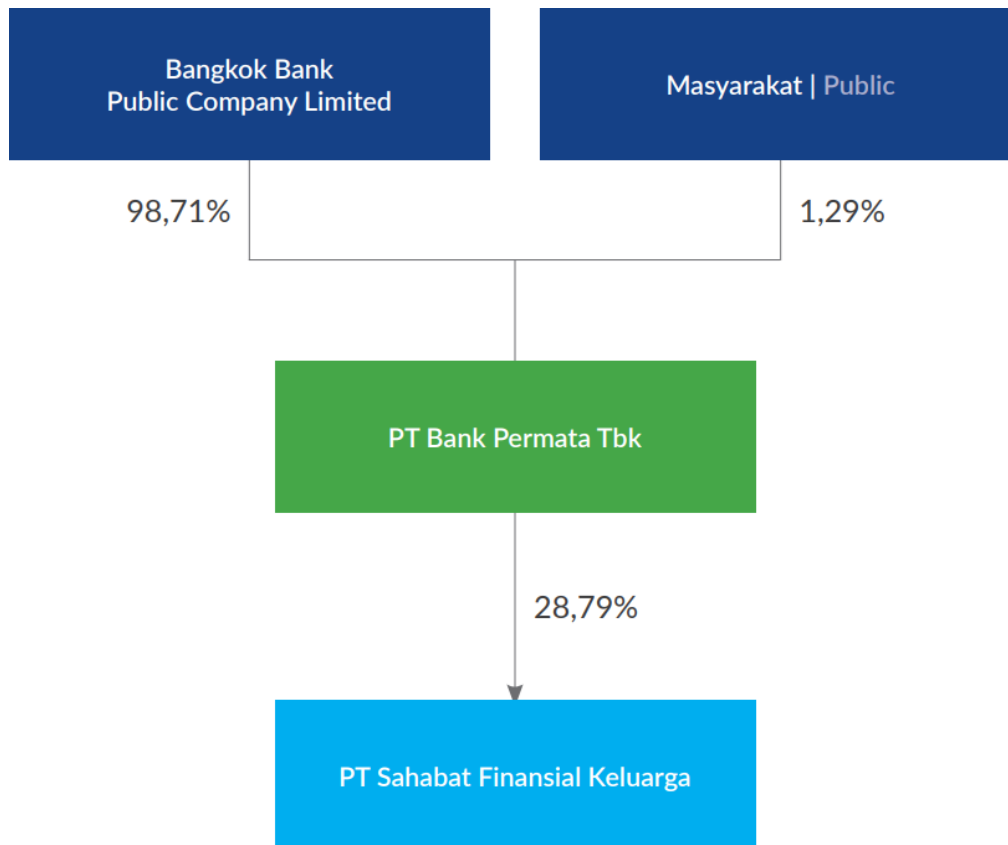 Bangkok Bank
Public Company Limited
Masyarakat | Public
98,71%
1,29%
PT Bank Permata Tbk
28,79%
PT Sahabat Finansial Keluarga